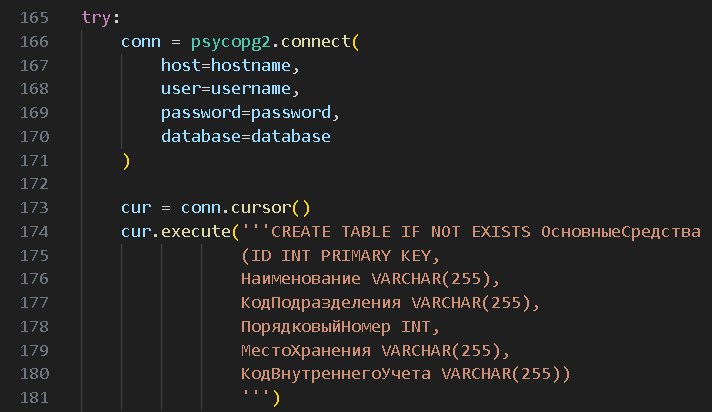 165 try:
166     conn = psycopg2.connect(
167         host=hostname,
168         user=username,
169         password=password,
170         database=database
171     )
172
173     cur = conn.cursor()
174     cur.execute('''CREATE TABLE IF NOT EXISTS ОсновныеСредства
175                 (ID INT PRIMARY KEY,
176                 Наименование VARCHAR(255),
177                 КодПодразделения VARCHAR(255),
178                 ПорядковыйНомер INT,
179                 МестоХранения VARCHAR(255),
180                 КодВнутреннегоУчета VARCHAR(255))
181                 ''')